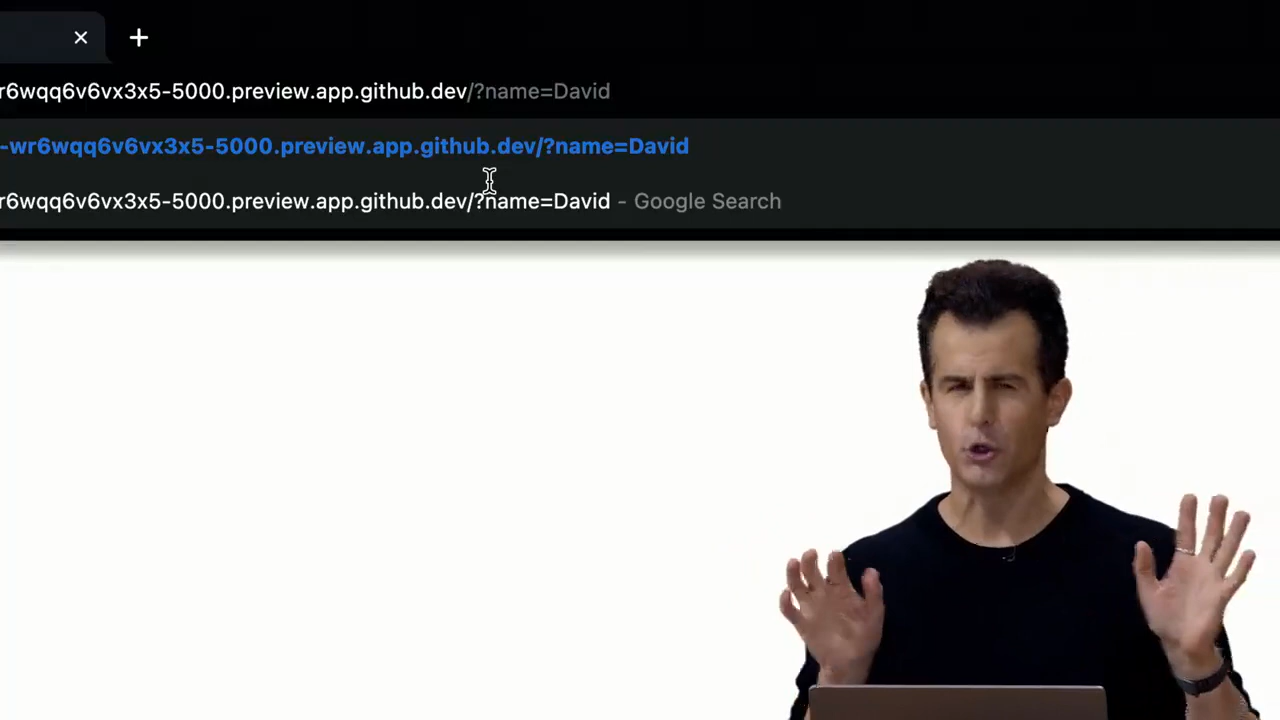 r6wqq6v6vx3x5-5000.preview.app.github.dev/?name=David
-wr6wqq6v6vx3x5-5000.preview.app.github.dev/?name=David
r6wqq6v6vx3x5-5000.preview.app.github.dev/?name=David - Google Search